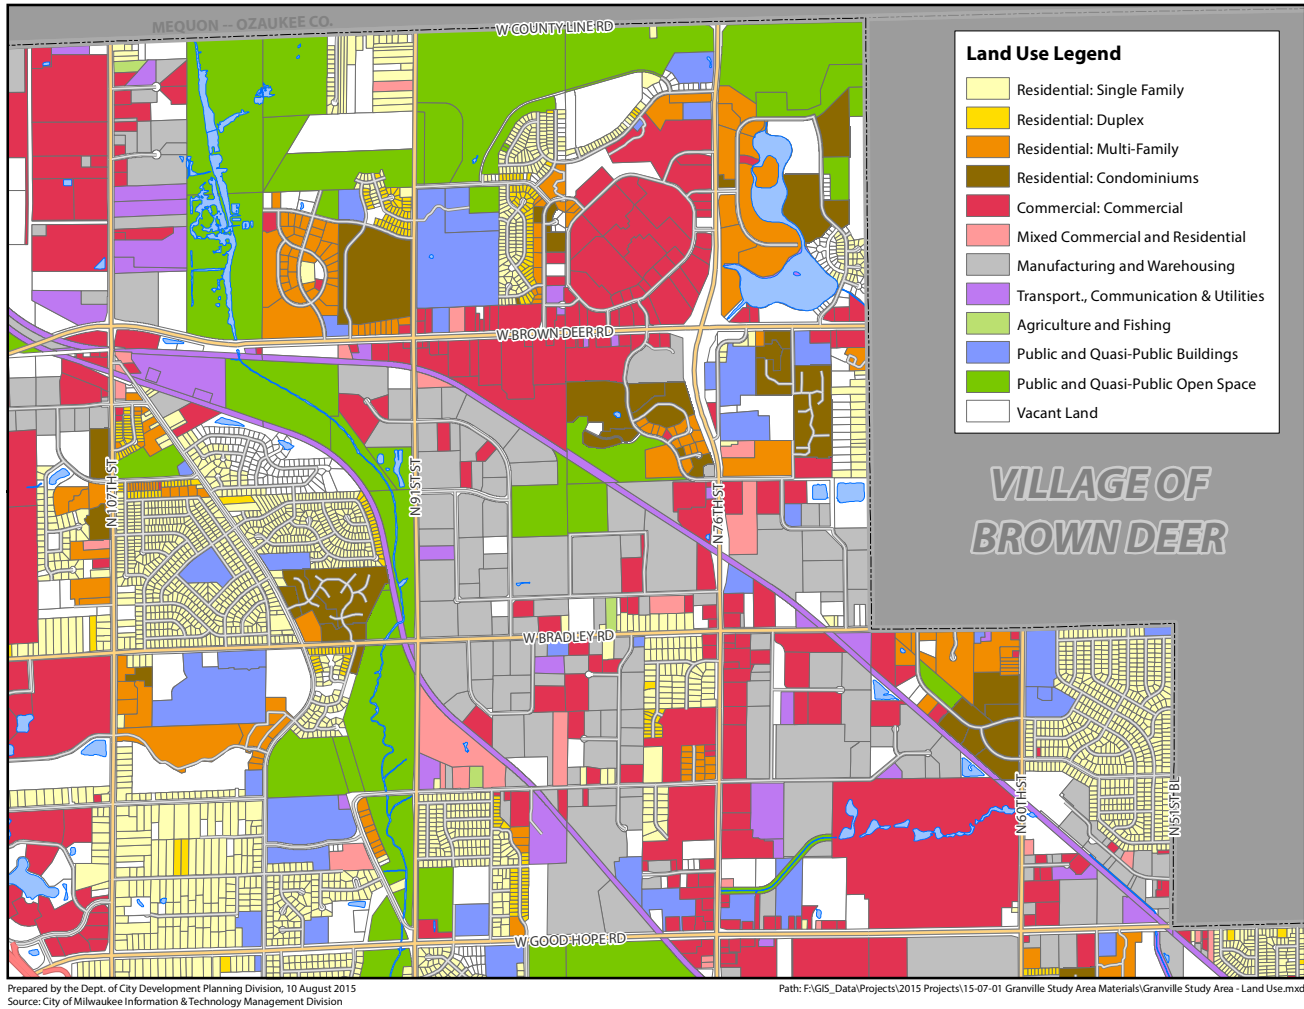 MEQUON -- OZAUKEE CO.
W COUNTY LINE RD
Land Use Legend
Residential: Single Family
Residential: Duplex
Residential: Multi-Family
Residential: Condominiums
Commercial: Commercial
Mixed Commercial and Residential
Manufacturing and Warehousing
Transport., Communication & Utilities
Agriculture and Fishing
Public and Quasi-Public Buildings
Public and Quasi-Public Open Space
Vacant Land
W BROWN DEER RD
N 107TH ST
N 91ST ST
N 76TH ST
VILLAGE OF
BROWN DEER
W BRADLEY RD
N 60TH ST
N 51ST BL
W GOOD HOPE RD
Prepared by the Dept. of City Development Planning Division, 10 August 2015
Source: City of Milwaukee Information & Technology Management Division
Path: F:\GIS_Data\Projects\2015 Projects\15-07-01 Granville Study Area Materials\Granville Study Area - Land Use.mxd